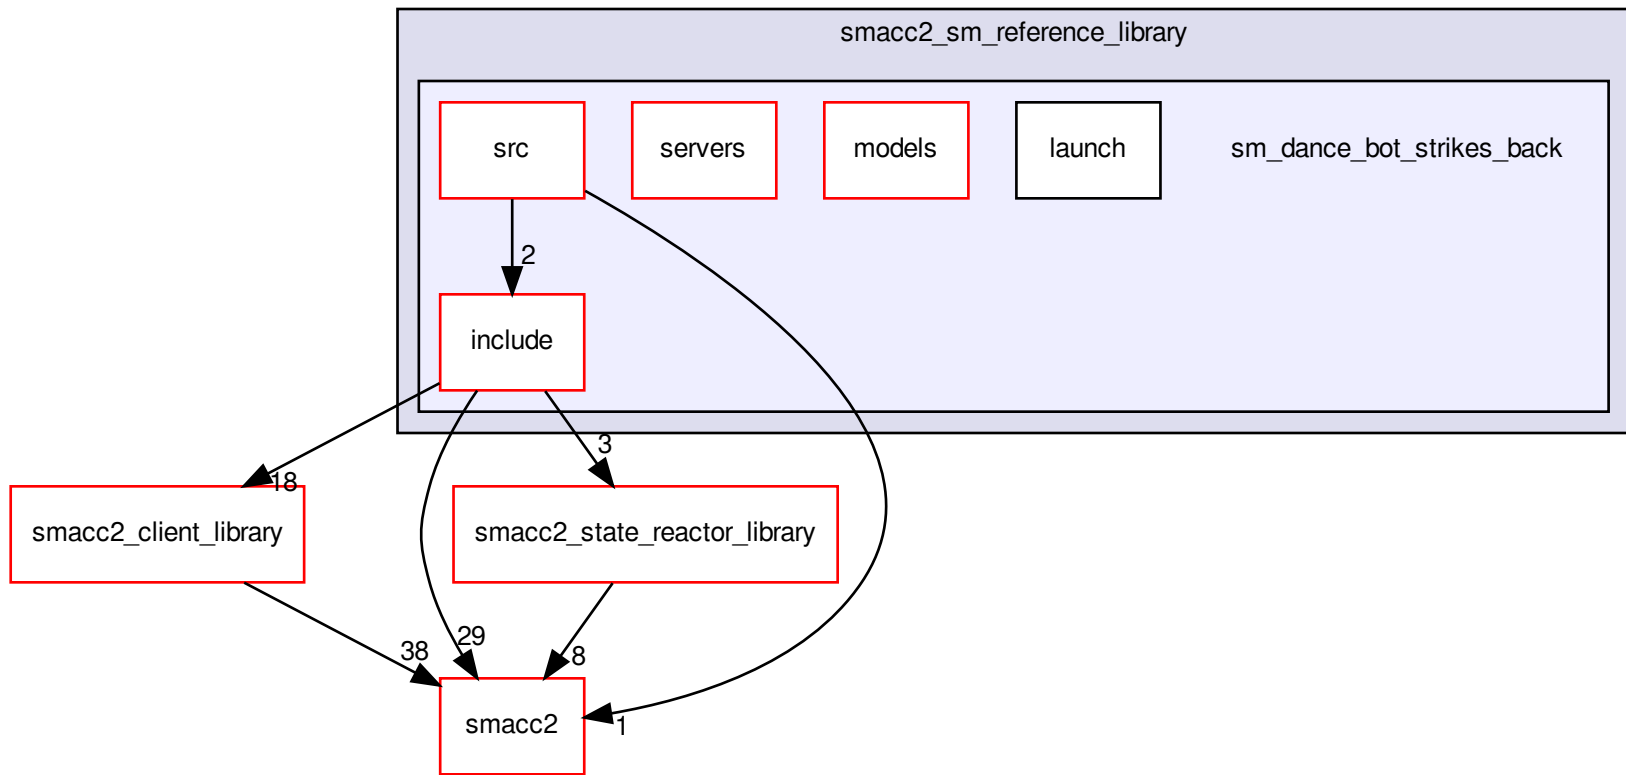 smacc2_sm_reference_library
src
servers
models
launch
sm_dance_bot_strikes_back
2
include
3
18
smacc2_client_library
smacc2_state_reactor_library
29
38
8
smacc2
1